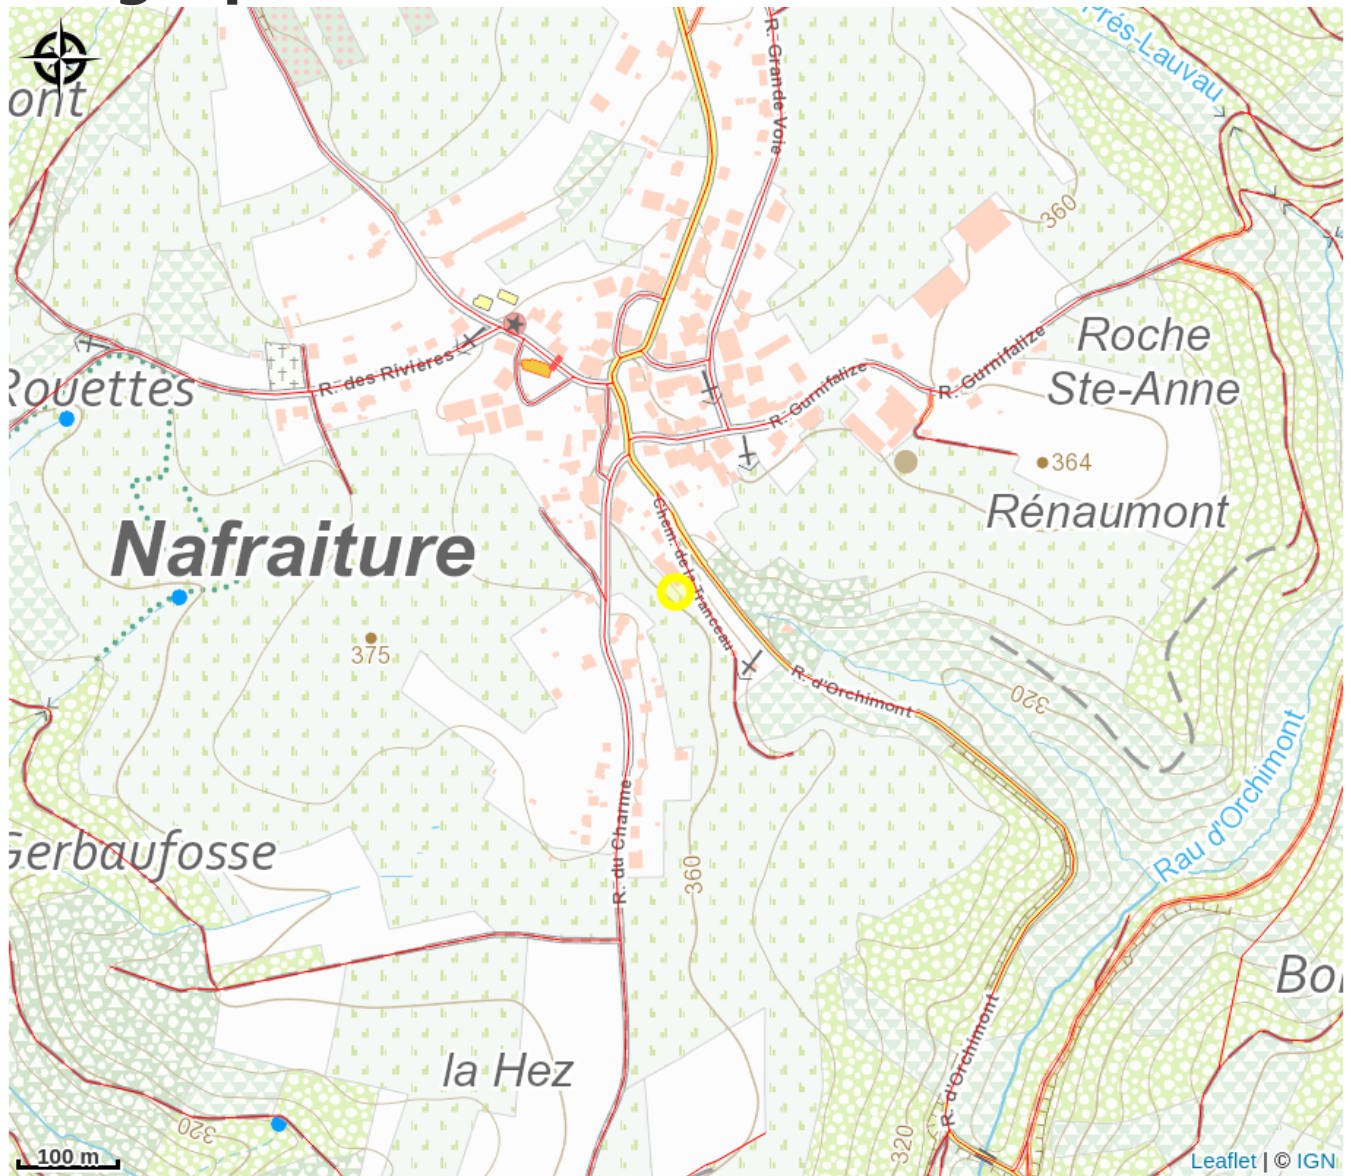 Prés-Lauvau
ont
R. Grande Voie
360
Roche
Ste-Anne
Rouettes
R. des Rivières
R. Gurnifalize
R. Gurnifalize
364
Rénaumont
Nafraiture
Chem. de la Tranceau
375
R. d'Orchimont
320
Rau d'Orchimont
R. du Charme
Gerbaufosse
360
Boi
la Hez
R. d'Orchimont
320
320
100 m
Leaflet | © IGN